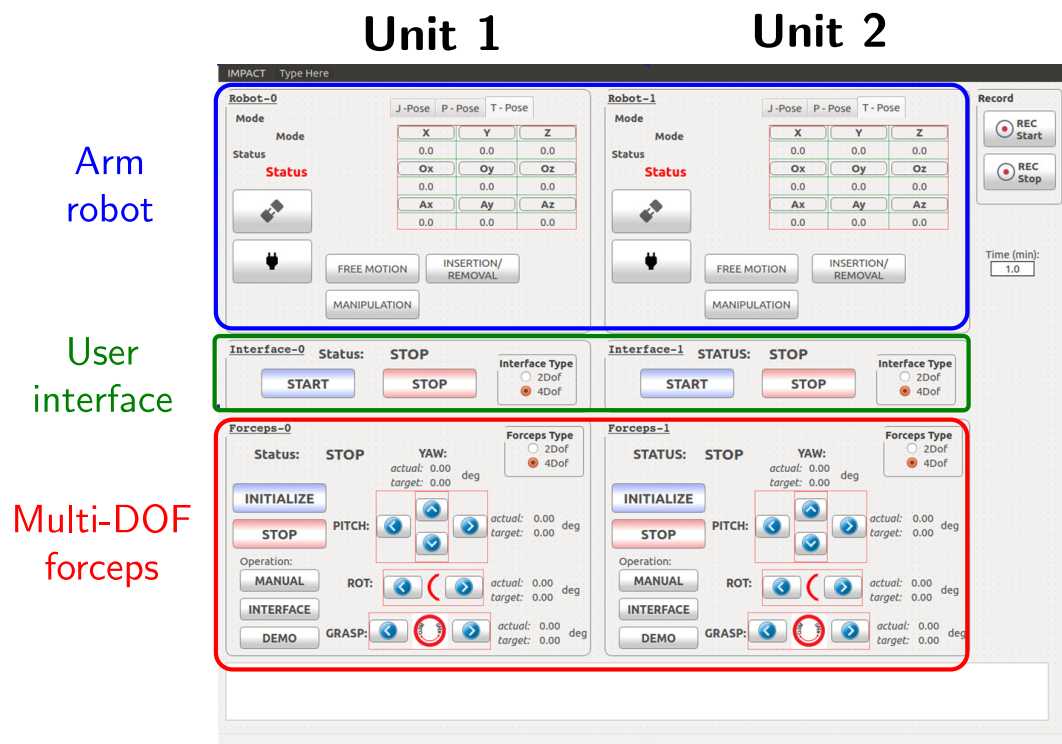 Unit 1
Unit 2
IMPACT Type Here
Arm
robot
Robot-0
Mode
Mode
Status
Status
J -Pose P - Pose T - Pose
X Y Z
0.0 0.0 0.0
Ox Oy Oz
0.0 0.0 0.0
Ax Ay Az
0.0 0.0 0.0
FREE MOTION
INSERTION/
REMOVAL
MANIPULATION
Robot-1
Mode
Mode
Status
Status
J -Pose P - Pose T - Pose
X Y Z
0.0 0.0 0.0
Ox Oy Oz
0.0 0.0 0.0
Ax Ay Az
0.0 0.0 0.0
FREE MOTION
INSERTION/
REMOVAL
MANIPULATION
Record
REC
Start
REC
Stop
Time (min):
1.0
User
interface
Interface-0 Status: STOP
START STOP
Interface Type
2Dof
4Dof
Interface-1 STATUS: STOP
START STOP
Interface Type
2Dof
4Dof
Multi-DOF
forceps
Forceps-0
Status: STOP
YAW:
actual: 0.00
target: 0.00
deg
Forceps Type
2Dof
4Dof
INITIALIZE
STOP
PITCH:
actual: 0.00
target: 0.00
deg
Operation:
MANUAL
INTERFACE
DEMO
ROT:
actual: 0.00
target: 0.00
deg
GRASP:
actual: 0.00
target: 0.00
deg
Forceps-1
STATUS: STOP
YAW:
actual: 0.00
target: 0.00
deg
Forceps Type
2Dof
4Dof
INITIALIZE
STOP
PITCH:
actual: 0.00
target: 0.00
deg
Operation:
MANUAL
INTERFACE
DEMO
ROT:
actual: 0.00
target: 0.00
deg
GRASP:
actual: 0.00
target: 0.00
deg